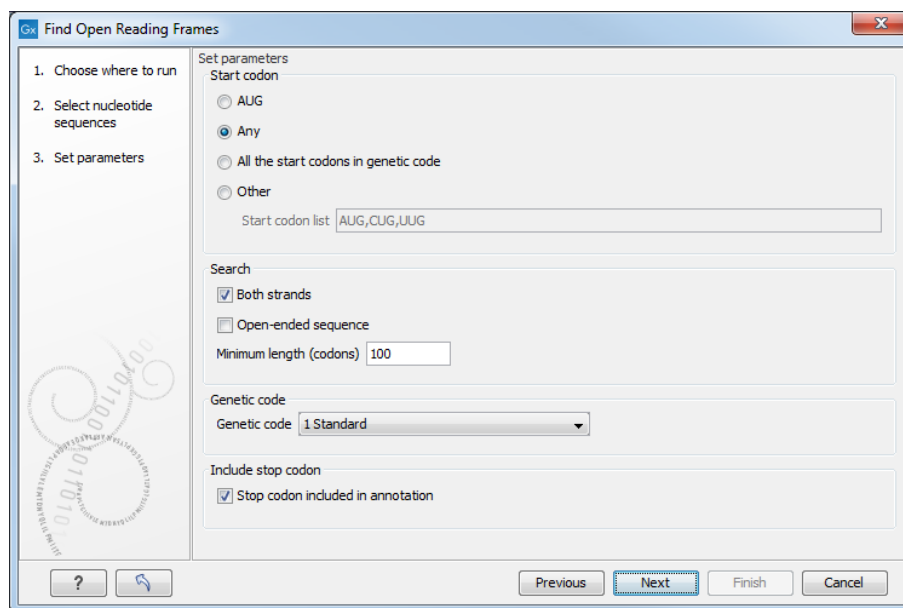 Gx Find Open Reading Frames
1. Choose where to run
2. Select nucleotide
sequences
3. Set parameters
Set parameters
Start codon
AUG
Any
All the start codons in genetic code
Other
Start codon list AUG,CUG,UUG
Search
Both strands
Open-ended sequence
Minimum length (codons) 100
Genetic code
Genetic code 1 Standard
Include stop codon
Stop codon included in annotation
? Previous Next Finish Cancel